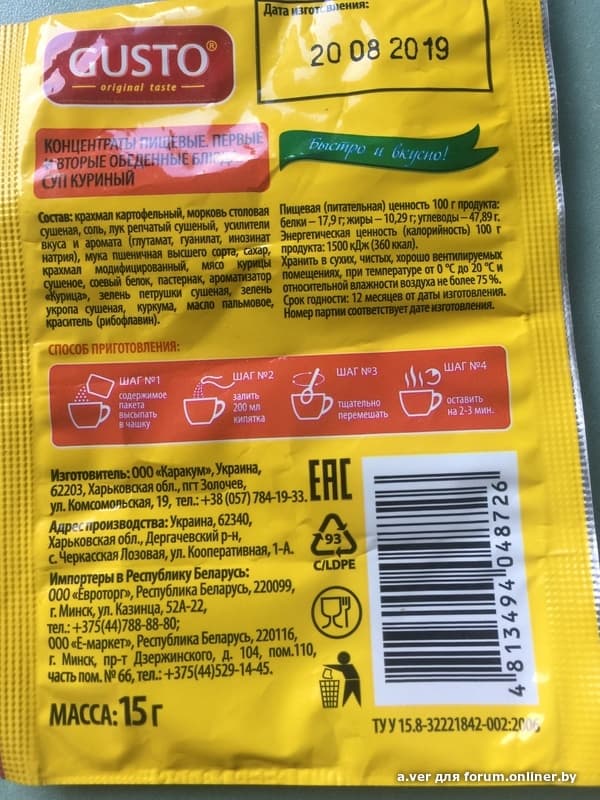 GUSTO®
original taste
Дата изготовления:
20 08 2019
КОНЦЕНТРАТЫ ПИЩЕВЫЕ. ПЕРВЫЕ
И ВТОРЫЕ ОБЕДЕННЫЕ
СУП КУРИНЫЙ
Быстро и вкусно!
Состав: крахмал картофельный, морковь столовая
сушеная, соль, лук репчатый сушеный, усилители
вкуса и аромата (глутамат, гуанилат, инозинат
натрия), мука пшеничная высшего сорта, сахар,
крахмал модифицированный, мясо курицы
сушеное, соевый белок, пастернак, ароматизатор
«Курица», зелень петрушки сушеная, зелень
укропа сушеная, куркума, масло пальмовое,
краситель (рибофлавин).
Пищевая (питательная) ценность 100 г продукта:
белки – 17,9 г; жиры – 10,29 г; углеводы – 47,89 г.
Энергетическая ценность (калорийность) 100 г
продукта: 1500 кДж (360 ккал).
Хранить в сухих, чистых, хорошо вентилируемых
помещениях, при температуре от 0 °С до 20 °С и
относительной влажности воздуха не более 75 %.
Срок годности: 12 месяцев от даты изготовления.
Номер партии соответствует дате изготовления.
СПОСОБ ПРИГОТОВЛЕНИЯ:
ШАГ №1
содержимое
пакета
высыпать
в чашку
ШАГ №2
залить
200 мл
кипятка
ШАГ №3
тщательно
перемешать
ШАГ №4
оставить
на 2-3 мин.
Изготовитель: ООО «Каракум», Украина,
62203, Харьковская обл., пгт Золочев,
ул. Комсомольская, 19, тел.: +38 (057) 784-19-33.
Адрес производства: Украина, 62340,
Харьковская обл., Дергачевский р-н,
с. Черкасская Лозовая, ул. Кооперативная, 1-А.
Импортеры в Республику Беларусь:
ООО «Евроторг», Республика Беларусь, 220099,
г. Минск, ул. Казинца, 52А-22,
тел.: +375(44)788-88-80;
ООО «Е-маркет», Республика Беларусь, 220116,
г. Минск, пр-т Дзержинского, д. 104, пом.110,
часть пом. № 66, тел.: +375(44)529-14-45.
МАССА: 15 г
ЕАС
93
C/LDPE
4 813494 048726
ТУ У 15.8-32221842-002:2006
a.ver для forum.onliner.by